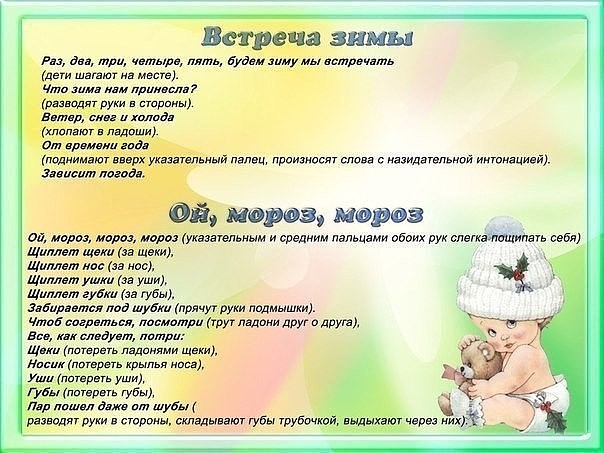 Встреча зимы
Раз, два, три, четыре, пять, будем зиму мы встречать
(дети шагают на месте).
Что зима нам принесла?
(разводят руки в стороны).
Ветер, снег и холода
(хлопают в ладоши).
От времени года
(поднимают вверх указательный палец, произносят слова с назидательной интонацией).
Зависит погода.
Ой, мороз, мороз
Ой, мороз, мороз, мороз (указательным и средним пальцами обоих рук слегка пощипать себя)
Щиплет щеки (за щеки),
Щиплет нос (за нос),
Щиплет ушки (за уши),
Щиплет губки (за губы),
Забирается под шубки (прячут руки подмышки).
Чтоб согреться, посмотри (трут ладони друг о друга),
Все, как следует, потри:
Щеки (потереть ладонями щеки),
Носик (потереть крылья носа),
Уши (потереть уши),
Губы (потереть губы),
Пар пошел даже от шубы (
разводят руки в стороны, складывают губы трубочкой, выдыхают через них).